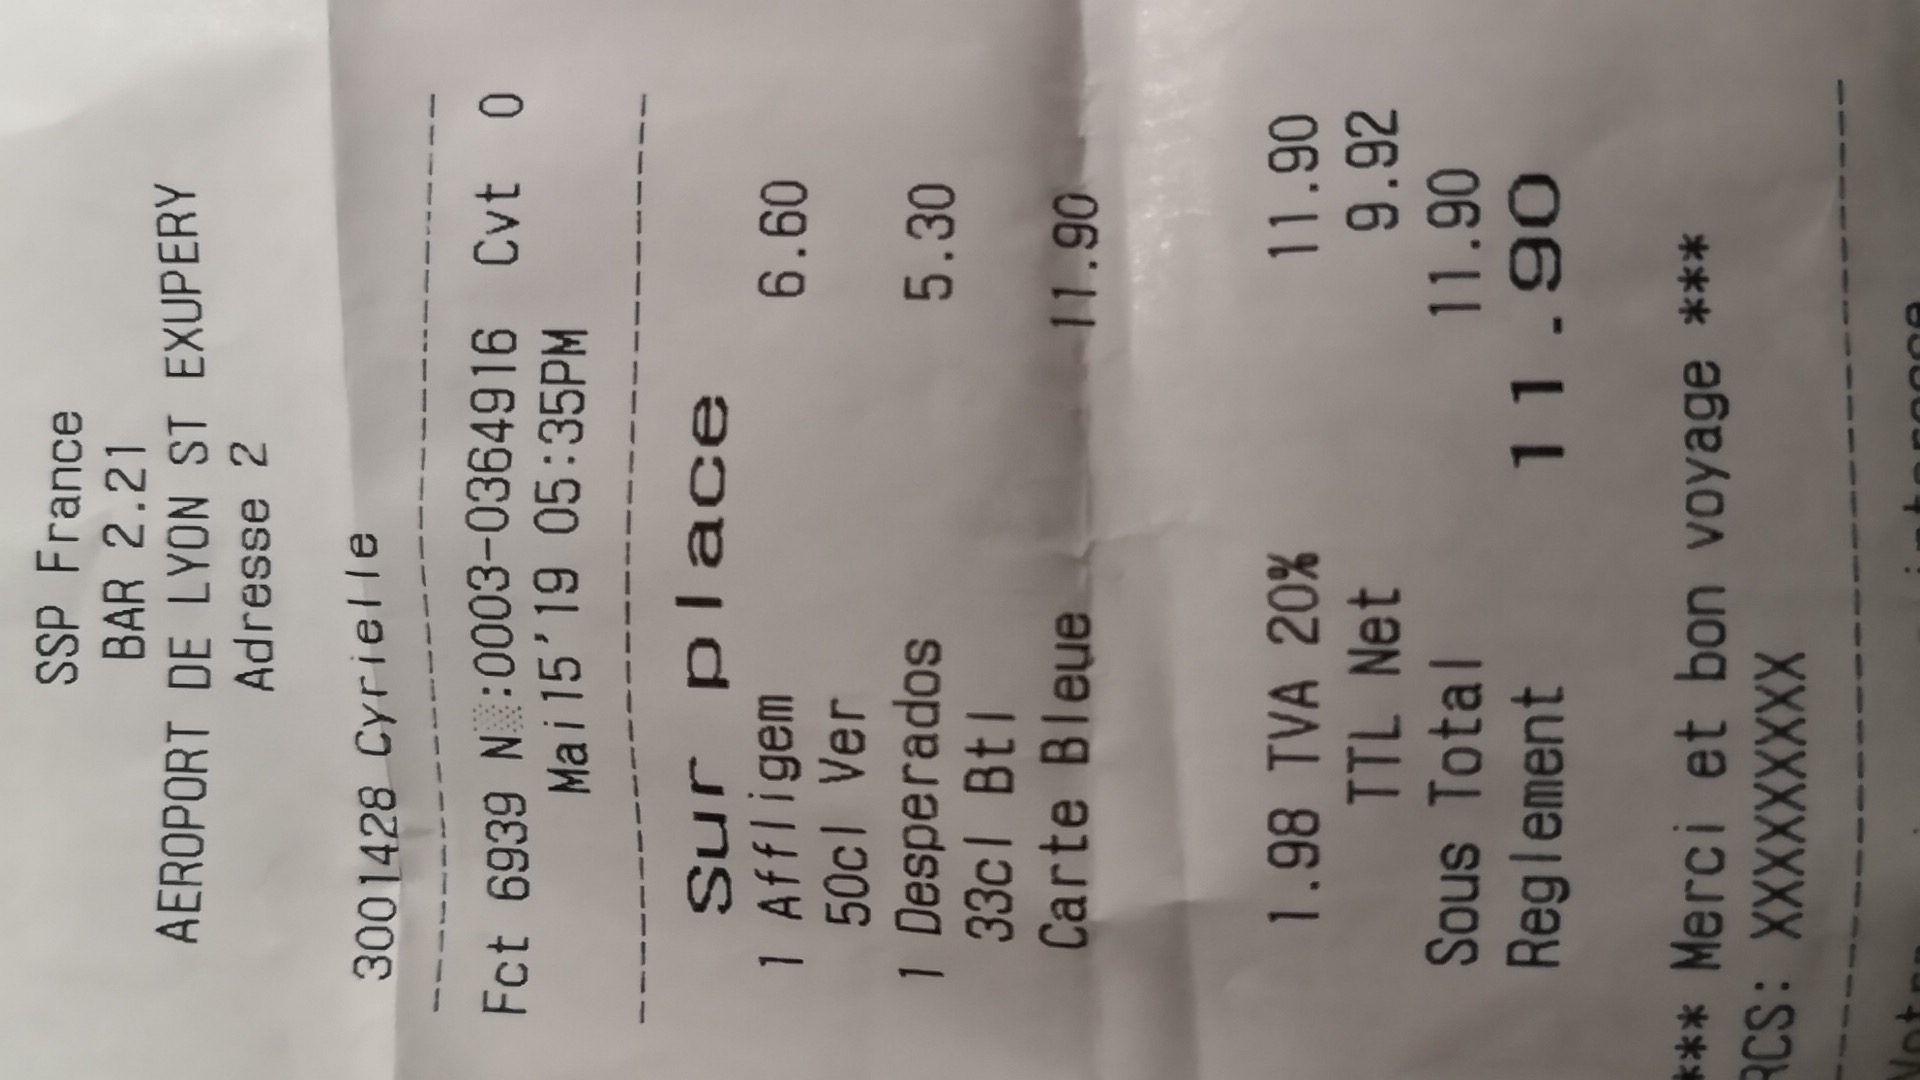 SSP France
BAR 2.21
AEROPORT DE LYON ST EXUPERY
Adresse 2
3001428 Cyrielle
Fct 6939 N :0003-0364916 Cvt 0
Mai15'19 05:35PM
Sur place
1 Affligem 6.60
50cl Ver
1 Desperados 5.30
33cl Btl
Carte Bleue 11.90
1.98 TVA 20% 11.90
TTL Net 9.92
Sous Total 11.90
Reglement 11.90
*** Merci et bon voyage ***
RCS: XXXXXXXXXX